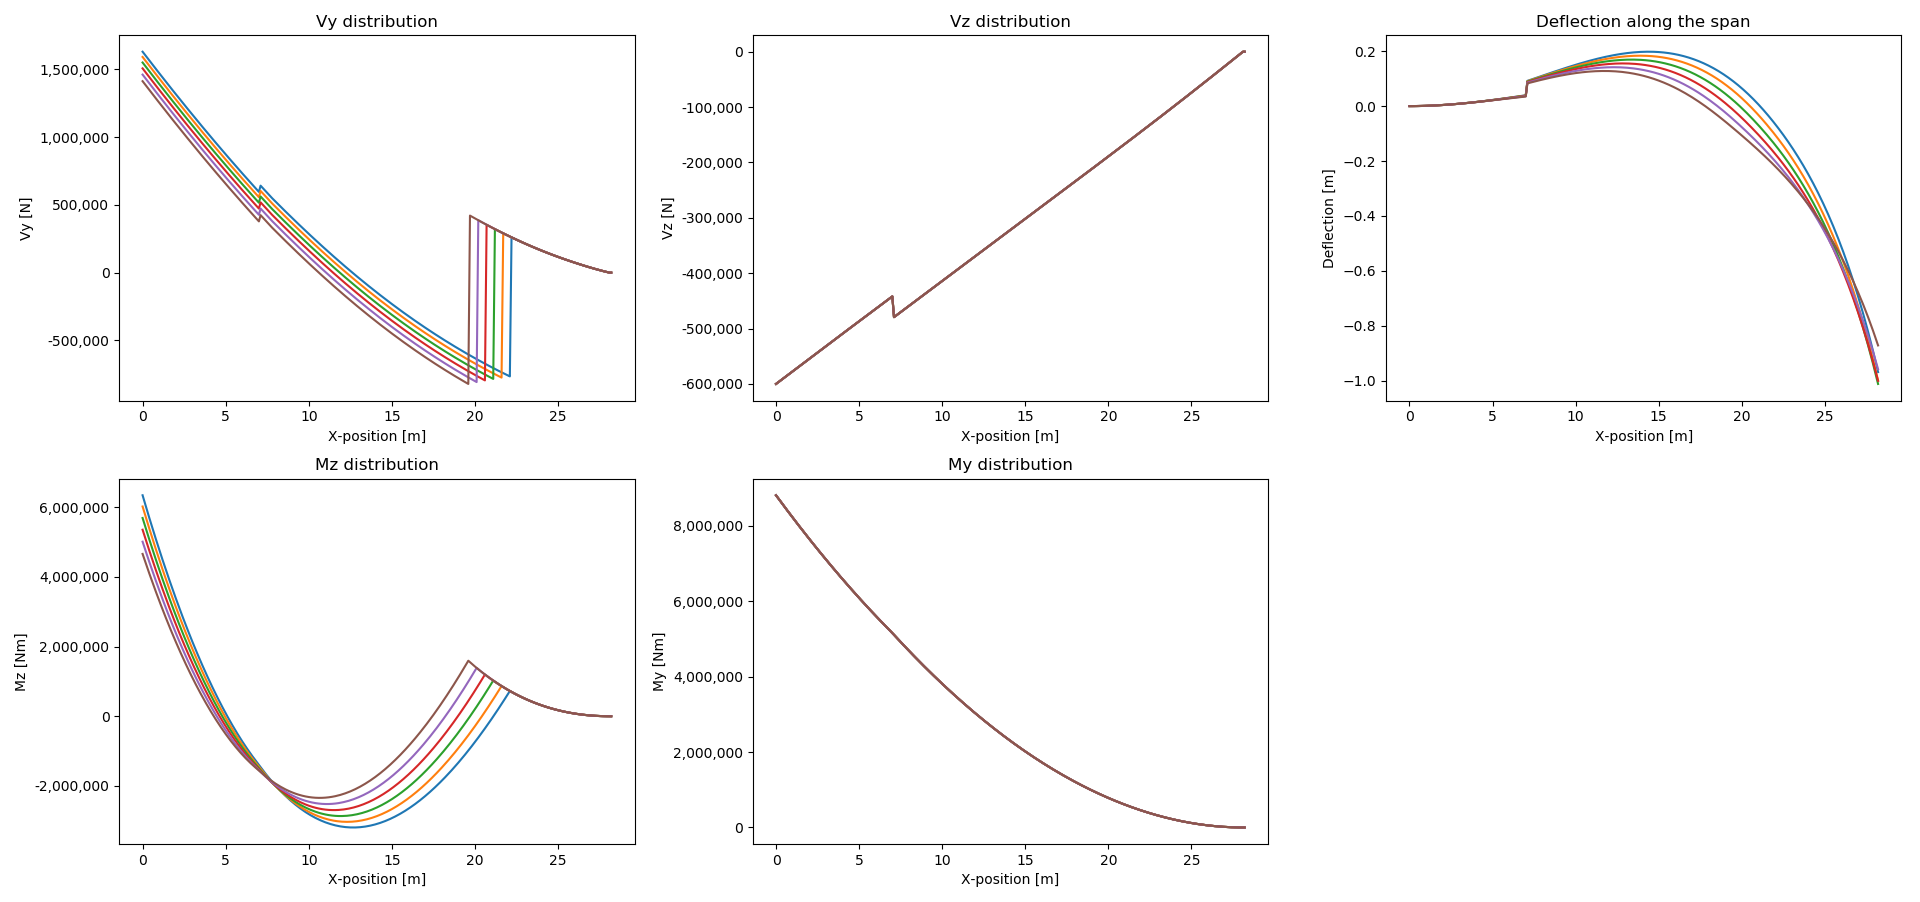 Vy distribution
1,500,000
1,000,000
500,000
0
-500,000
Vy [N]
0 5 10 15 20 25
X-position [m]
Vz distribution
0
-100,000
-200,000
-300,000
-400,000
-500,000
-600,000
Vz [N]
0 5 10 15 20 25
X-position [m]
Deflection along the span
0.2
0.0
−0.2
−0.4
−0.6
−0.8
−1.0
Deflection [m]
0 5 10 15 20 25
X-position [m]
Mz distribution
6,000,000
4,000,000
2,000,000
0
-2,000,000
Mz [Nm]
0 5 10 15 20 25
X-position [m]
My distribution
8,000,000
6,000,000
4,000,000
2,000,000
0
My [Nm]
0 5 10 15 20 25
X-position [m]